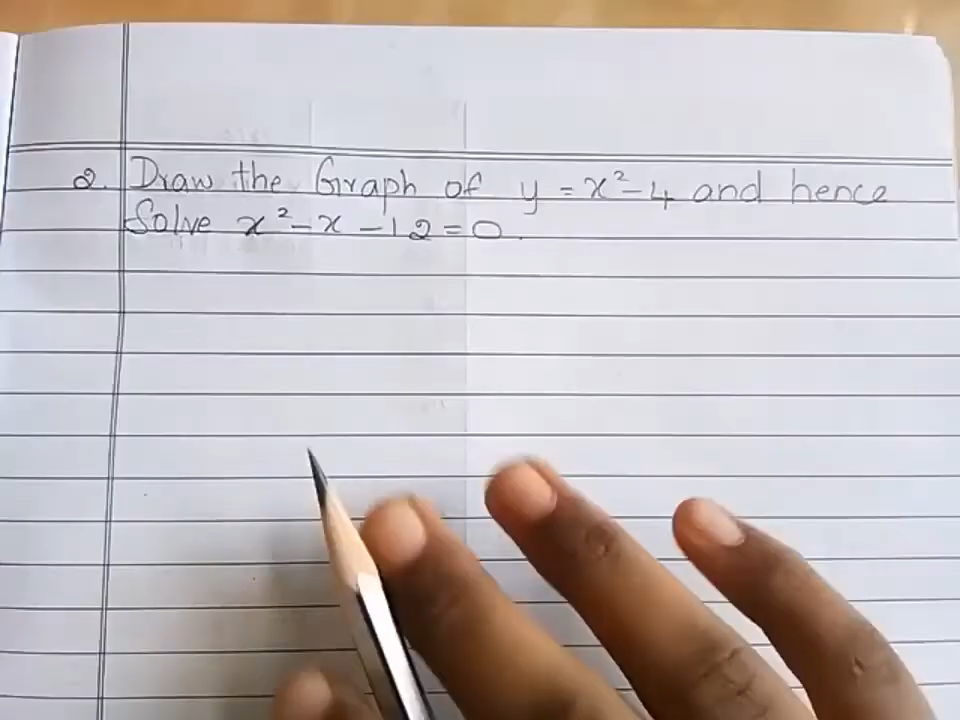 2. Draw the Graph of y = x² - 4 and hence
Solve x² - x - 12 = 0.